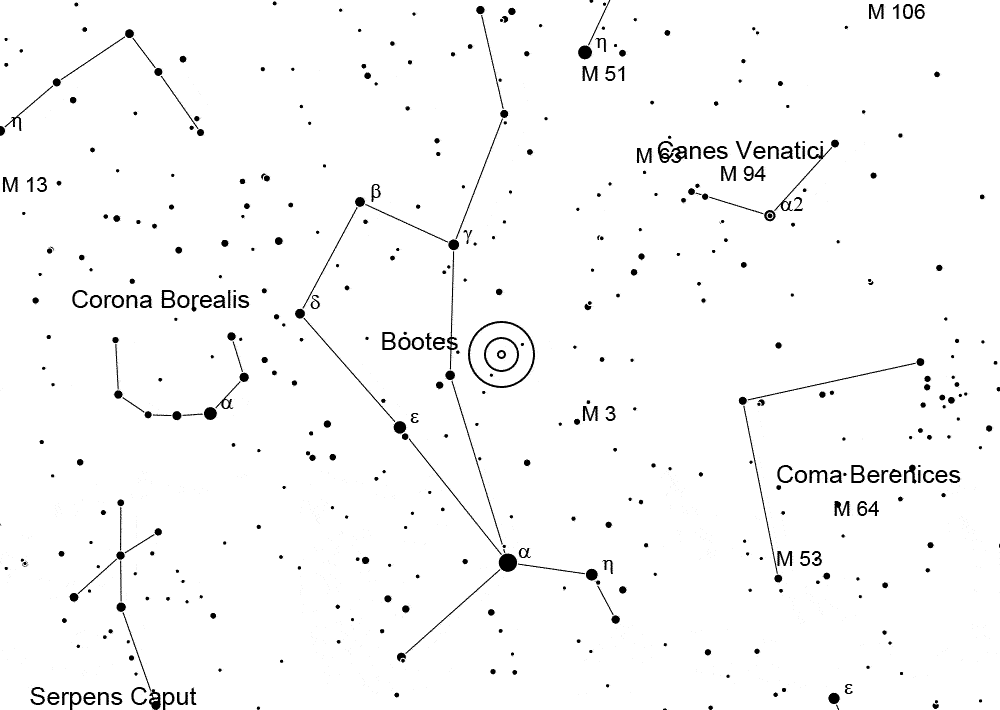 M 106
η
M 51
η
M 63
Canes Venatici
M 94
M 13
β
α2
γ
Corona Borealis
δ
Bootes
α
ε
M 3
Coma Berenices
M 64
α
M 53
η
ε
Serpens Caput